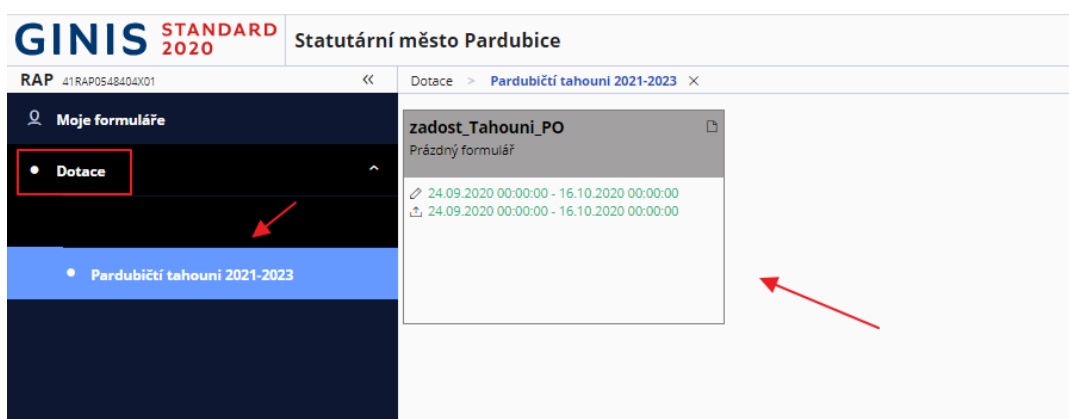 GINIS STANDARD 2020
Statutární město Pardubice
RAP 41RAP0548404X01 «
Dotace > Pardubičtí tahouni 2021-2023 ×
Moje formuláře
Dotace
Pardubičtí tahouni 2021-2023
zadost_Tahouni_PO
Prázdný formulář
24.09.2020 00:00:00 - 16.10.2020 00:00:00
24.09.2020 00:00:00 - 16.10.2020 00:00:00